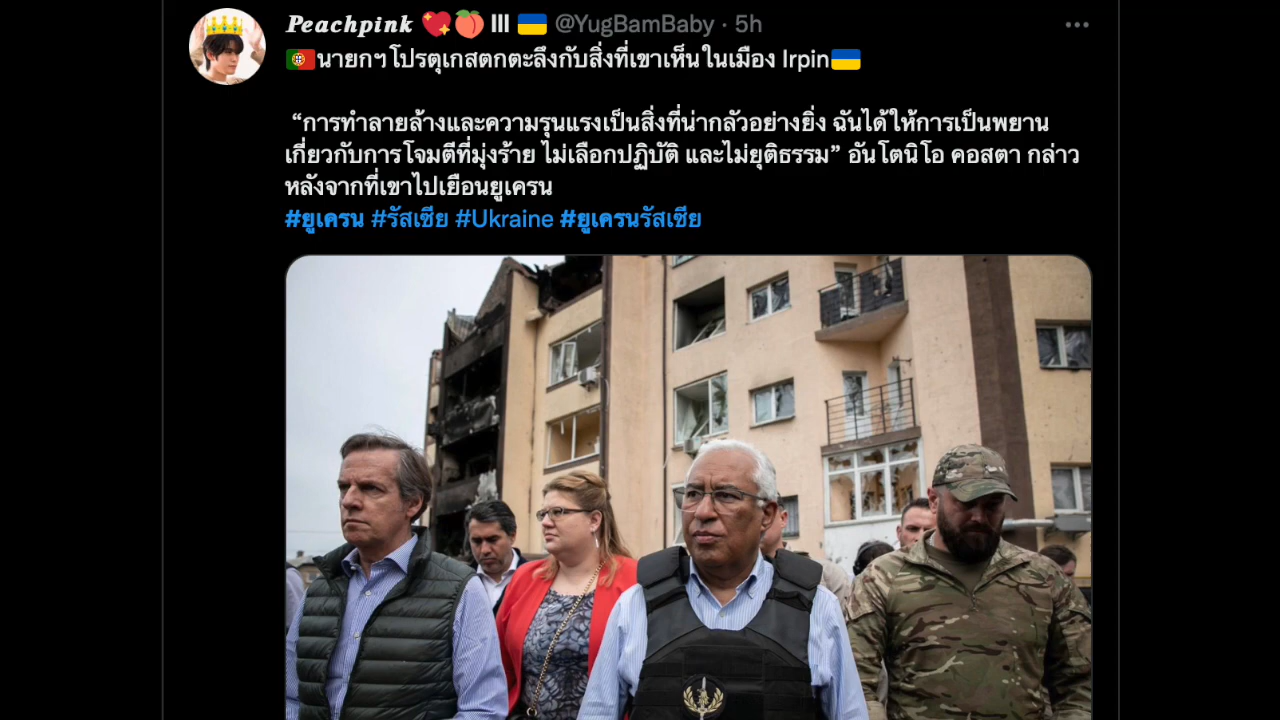 Peachpink 💖🍑 lll 🇺🇦 @YugBamBaby · 5h
🇵🇹นายกฯ โปรตุเกสตกตะลึงกับสิ่งที่เขาเห็นในเมือง Irpin🇺🇦
“การทำลายล้างและความรุนแรงเป็นสิ่งที่น่ากลัวอย่างยิ่ง ฉันได้ให้การเป็นพยาน
เกี่ยวกับการโจมตีที่มุ่งร้าย ไม่เลือกปฏิบัติ และไม่ยุติธรรม” อันโตนิโอ คอสตา กล่าว
หลังจากที่เขาไปเยือนยูเครน
#ยูเครน #รัสเซีย #Ukraine #ยูเครนรัสเซีย